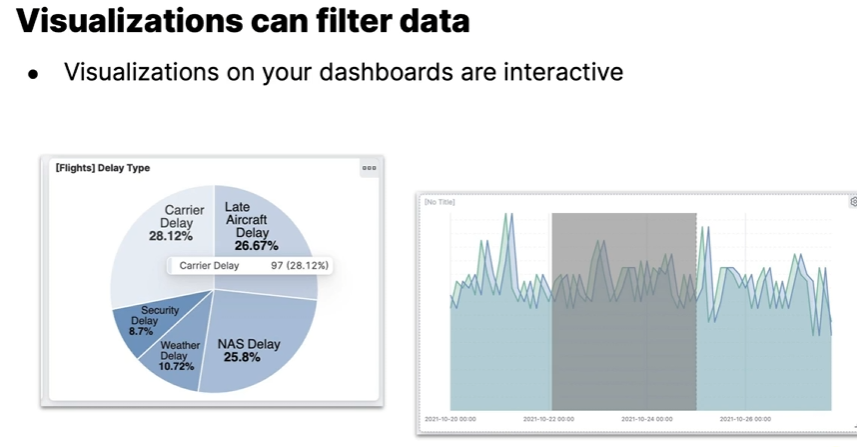 Visualizations can filter data
• Visualizations on your dashboards are interactive
[Flights] Delay Type
Carrier
Delay
28.12%
Late
Aircraft
Delay
26.67%
Carrier Delay 97 (28.12%)
Security
Delay
8.7%
Weather
Delay
10.72%
NAS Delay
25.8%
[No Title]
2021-10-20 00:00 2021-10-22 00:00 2021-10-24 00:00 2021-10-26 00:00